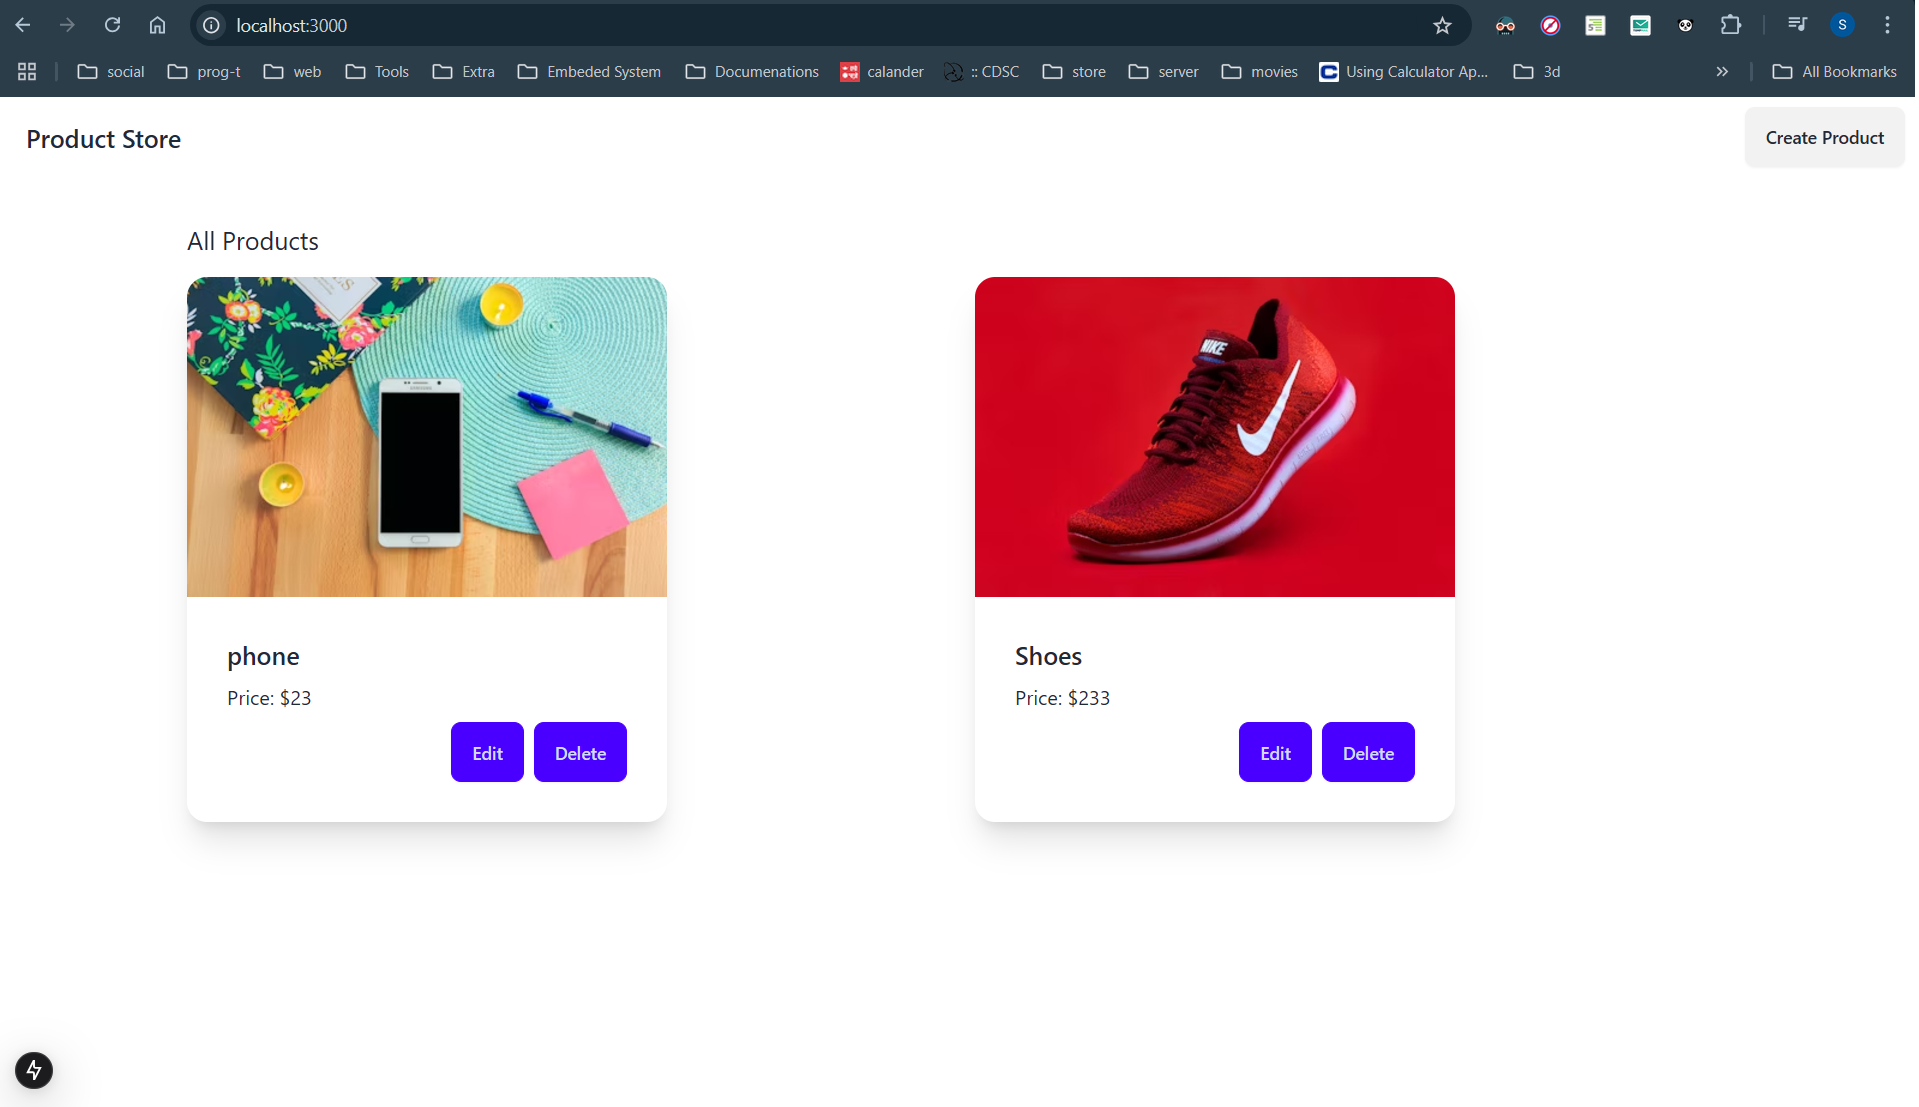 localhost:3000
S
social prog-t web Tools Extra Embeded System Documenations calander :: CDSC store server movies Using Calculator Ap... 3d » All Bookmarks
Product Store
Create Product
All Products
NIKE
phone
Price: $23
Edit Delete
Shoes
Price: $233
Edit Delete